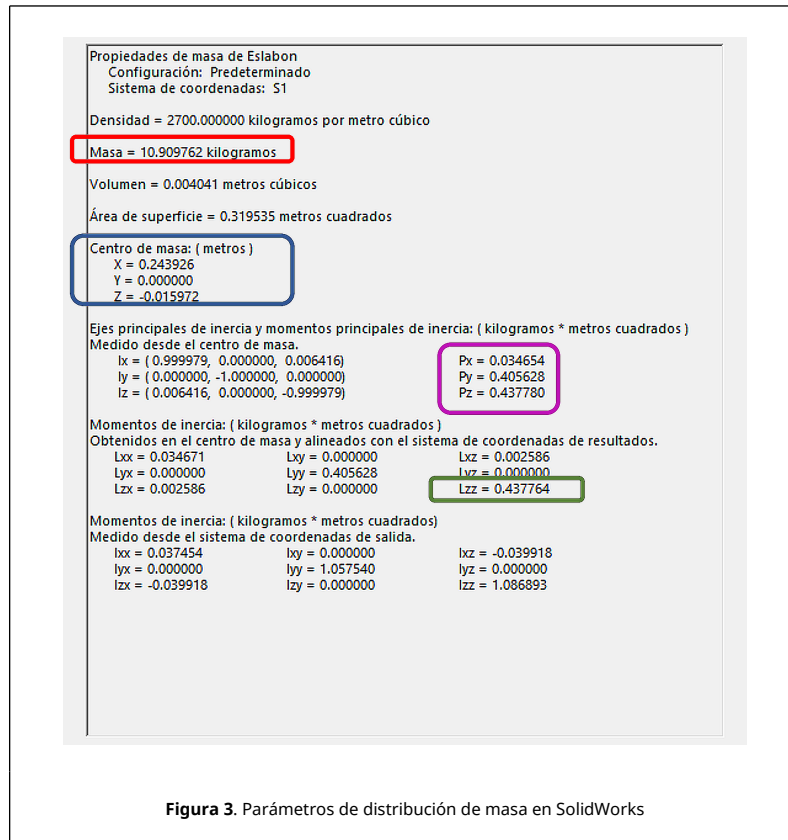 Propiedades de masa de Eslabon
Configuración: Predeterminado
Sistema de coordenadas: S1
Densidad = 2700.000000 kilogramos por metro cúbico
Masa = 10.909762 kilogramos
Volumen = 0.004041 metros cúbicos
Área de superficie = 0.319535 metros cuadrados
Centro de masa: ( metros )
X = 0.243926
Y = 0.000000
Z = -0.015972
Ejes principales de inercia y momentos principales de inercia: ( kilogramos * metros cuadrados )
Medido desde el centro de masa.
Ix = ( 0.999979, 0.000000, 0.006416) Px = 0.034654
Iy = ( 0.000000, -1.000000, 0.000000) Py = 0.405628
Iz = ( 0.006416, 0.000000, -0.999979) Pz = 0.437780
Momentos de inercia: ( kilogramos * metros cuadrados )
Obtenidos en el centro de masa y alineados con el sistema de coordenadas de resultados.
Lxx = 0.034671 Lxy = 0.000000 Lxz = 0.002586
Lyx = 0.000000 Lyy = 0.405628 Lyz = 0.000000
Lzx = 0.002586 Lzy = 0.000000 Lzz = 0.437764
Momentos de inercia: ( kilogramos * metros cuadrados)
Medido desde el sistema de coordenadas de salida.
Ixx = 0.037454 Ixy = 0.000000 Ixz = -0.039918
Iyx = 0.000000 Iyy = 1.057540 Iyz = 0.000000
Izx = -0.039918 Izy = 0.000000 Izz = 1.086893
Figura 3. Parámetros de distribución de masa en SolidWorks